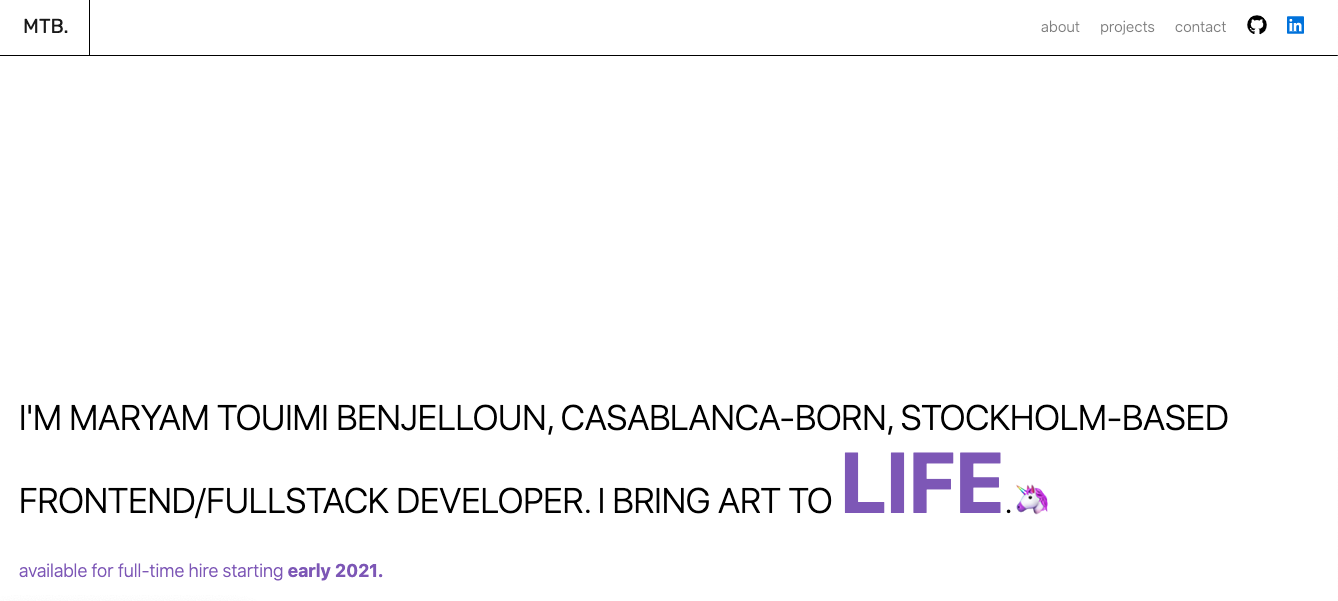 MTB.
about projects contact in
I'M MARYAM TOUIMI BENJELLOUN, CASABLANCA-BORN, STOCKHOLM-BASED
FRONTEND/FULLSTACK DEVELOPER. I BRING ART TO LIFE.🦄
available for full-time hire starting early 2021.